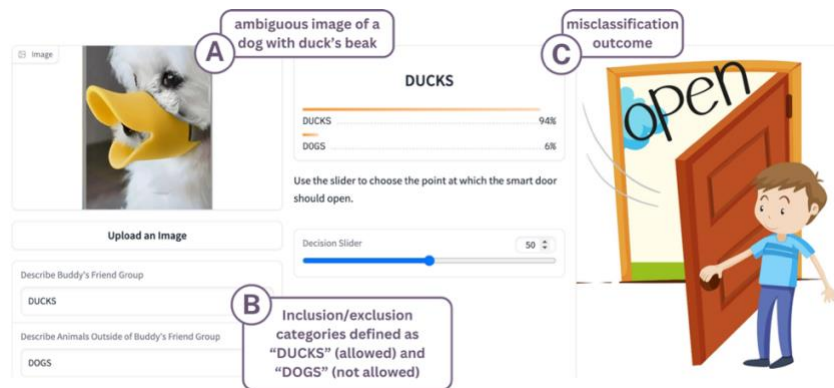 ambiguous image of a
dog with duck's beak
A
misclassification
outcome
C
Image
DUCKS
DUCKS 94%
DOGS 6%
Use the slider to choose the point at which the smart door
should open.
Upload an Image
Decision Slider 50
Describe Buddy's Friend Group
DUCKS
Describe Animals Outside of Buddy's Friend Group
DOGS
B
Inclusion/exclusion
categories defined as
"DUCKS" (allowed) and
"DOGS" (not allowed)
open